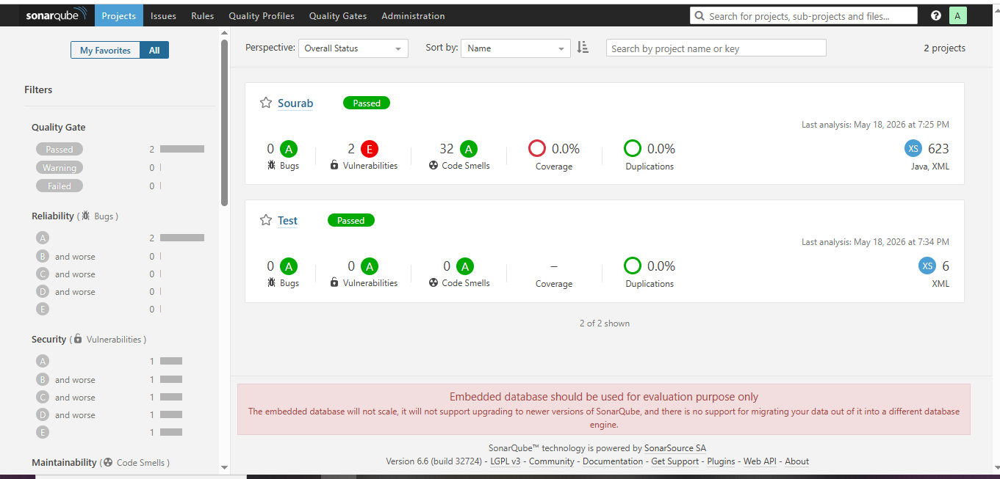 sonarqube Projects Issues Rules Quality Profiles Quality Gates Administration Search for projects, sub-projects and files... ? A
My Favorites All
Perspective: Overall Status Sort by: Name Search by project name or key 2 projects
Filters
Quality Gate
Passed 2
Warning 0
Failed 0
Reliability ( Bugs )
A 2
B and worse 0
C and worse 0
D and worse 0
E 0
Security ( Vulnerabilities )
A 1
B and worse 1
C and worse 1
D and worse 1
E 1
Maintainability ( Code Smells )
Sourab Passed
Last analysis: May 18, 2026 at 7:25 PM
0 A 2 E 32 A 0.0% 0.0% XS 623
Bugs Vulnerabilities Code Smells Coverage Duplications Java, XML
Test Passed
Last analysis: May 18, 2026 at 7:34 PM
0 A 0 A 0 A – 0.0% XS 6
Bugs Vulnerabilities Code Smells Coverage Duplications XML
2 of 2 shown
Embedded database should be used for evaluation purpose only
The embedded database will not scale, it will not support upgrading to newer versions of SonarQube, and there is no support for migrating your data out of it into a different database
engine.
SonarQube™ technology is powered by SonarSource SA
Version 6.6 (build 32724) - LGPL v3 - Community - Documentation - Get Support - Plugins - Web API - About